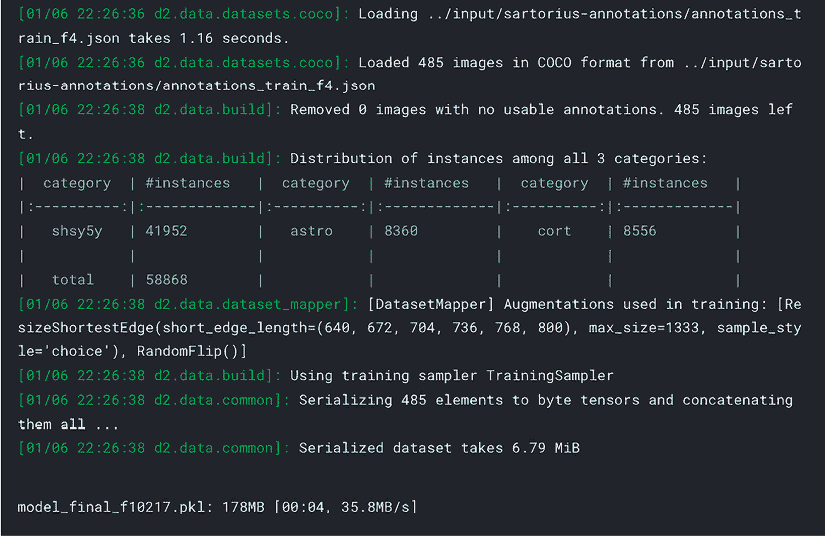 [01/06 22:26:36 d2.data.datasets.coco]: Loading ../input/sartorius-annotations/annotations_t
rain_f4.json takes 1.16 seconds.
[01/06 22:26:36 d2.data.datasets.coco]: Loaded 485 images in COCO format from ../input/sarto
rius-annotations/annotations_train_f4.json
[01/06 22:26:38 d2.data.build]: Removed 0 images with no usable annotations. 485 images lef
t.
[01/06 22:26:38 d2.data.build]: Distribution of instances among all 3 categories:
|  category  | #instances   |  category  | #instances   |  category  | #instances   |
|:----------:|:-------------|:----------:|:-------------|:----------:|:-------------|
|   shsy5y   | 41952        |   astro    | 8360         |    cort    | 8556         |
|            |              |            |              |            |              |
|   total    | 58868        |            |              |            |              |
[01/06 22:26:38 d2.data.dataset_mapper]: [DatasetMapper] Augmentations used in training: [Re
sizeShortestEdge(short_edge_length=(640, 672, 704, 736, 768, 800), max_size=1333, sample_sty
le='choice'), RandomFlip()]
[01/06 22:26:38 d2.data.build]: Using training sampler TrainingSampler
[01/06 22:26:38 d2.data.common]: Serializing 485 elements to byte tensors and concatenating
them all ...
[01/06 22:26:38 d2.data.common]: Serialized dataset takes 6.79 MiB
model_final_f10217.pkl: 178MB [00:04, 35.8MB/s]